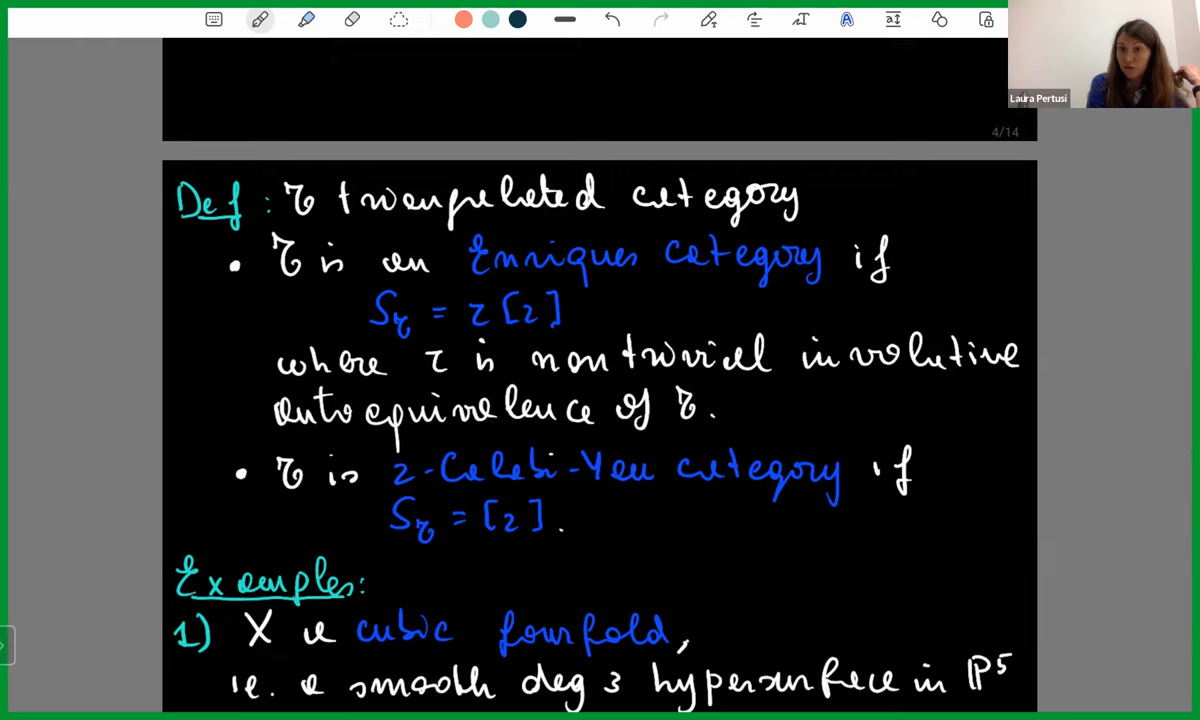 Laura Pertusi
4/14
Def: 𝒯 triangulated category
• 𝒯 is an Enriques category if
S_𝒯 = τ[2]
where τ is nontrivial involutive
autoequivalence of 𝒯.
• 𝒯 is 2-Calabi-Yau category if
S_𝒯 = [2].
Examples:
1) X a cubic fourfold,
i.e. a smooth deg 3 hypersurface in ℙ⁵